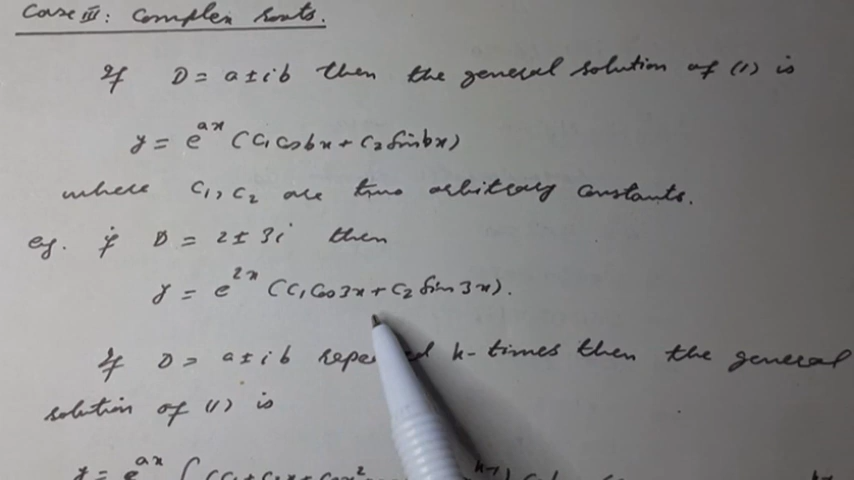 Case III: Complex roots.
If D = a ± ib then the general solution of (1) is
y = e^{ax} (C₁ cos bx + C₂ sin bx)
where C₁, C₂ are two arbitrary constants.
eg. if D = 2 ± 3i then
y = e^{2x} (C₁ Cos 3x + C₂ Sin 3x).
If D = a ± ib k-times then the general
solution of (1) is
y = e^{ax}